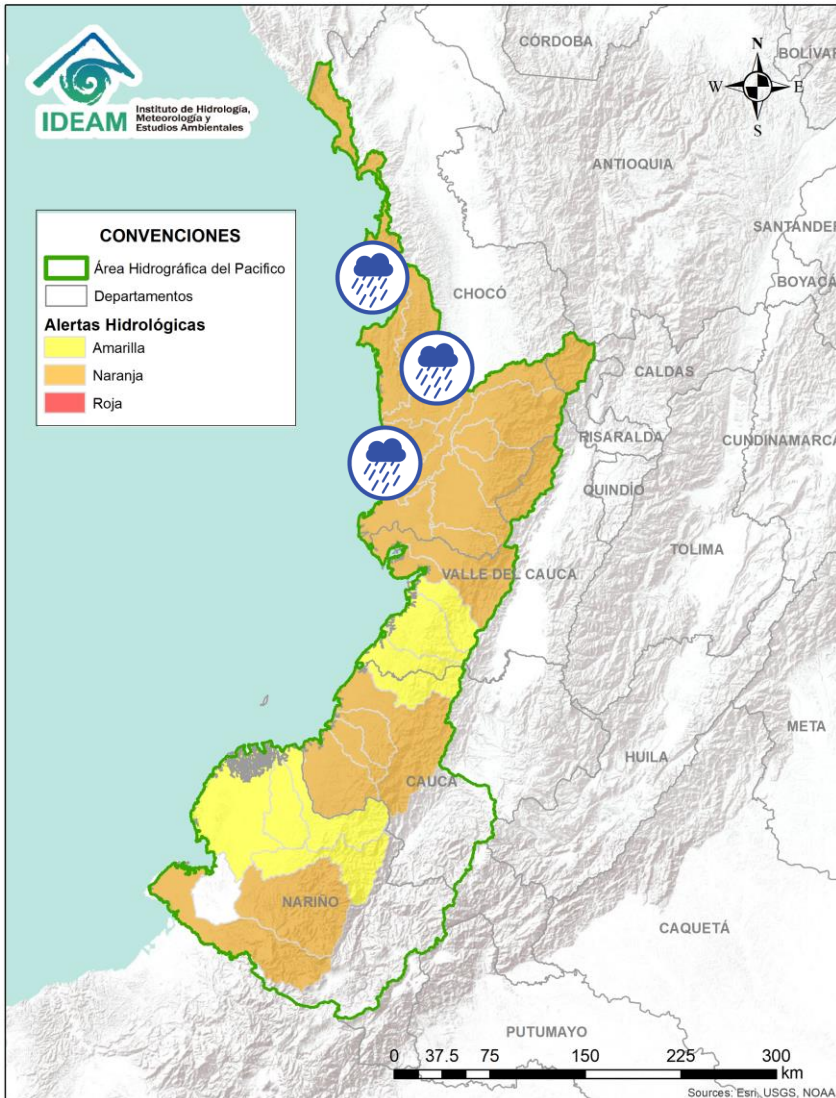 IDEAM
Instituto de Hidrología,
Meteorología y
Estudios Ambientales
N
W
E
S
CÓRDOBA
BOLÍVAR
ANTIOQUIA
SANTANDER
BOYACÁ
CHOCÓ
CALDAS
RISARALDA
CUNDINAMARCA
QUINDÍO
TOLIMA
VALLE DEL CAUCA
META
HUILA
CAUCA
NARIÑO
CAQUETÁ
PUTUMAYO
CONVENCIONES
Área Hidrográfica del Pacifico
Departamentos
Alertas Hidrológicas
Amarilla
Naranja
Roja
0 37.5 75 150 225 300
km
Sources: Esri, USGS, NOAA